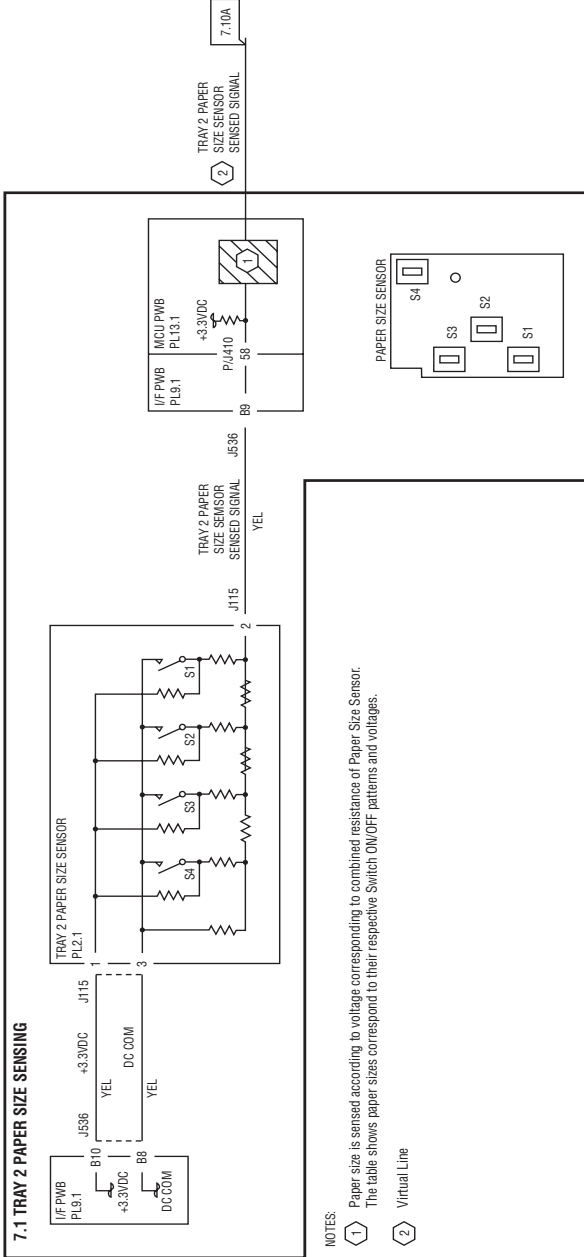 7.1 TRAY 2 PAPER SIZE SENSING
I/F PWB
PL9.1
+3.3VDC
DC COM
B10
B8
J536
+3.3VDC
YEL
DC COM
YEL
J115
1
3
TRAY 2 PAPER SIZE SENSOR
PL2.1
S4
S3
S2
S1
2
J115
TRAY 2 PAPER
SIZE SEMSOR
SENSED SIGNAL
YEL
J536
B9
I/F PWB
PL9.1
P/J410
58
MCU PWB
PL13.1
+3.3VDC
1
2
TRAY 2 PAPER
SIZE SENSOR
SENSED SIGNAL
7.10A
PAPER SIZE SENSOR
S4
S3
S2
S1
NOTES:
1 Paper size is sensed according to voltage corresponding to combined resistance of Paper Size Sensor.
The table shows paper sizes correspond to their respective Switch ON/OFF patterns and voltages.
2 Virtual Line